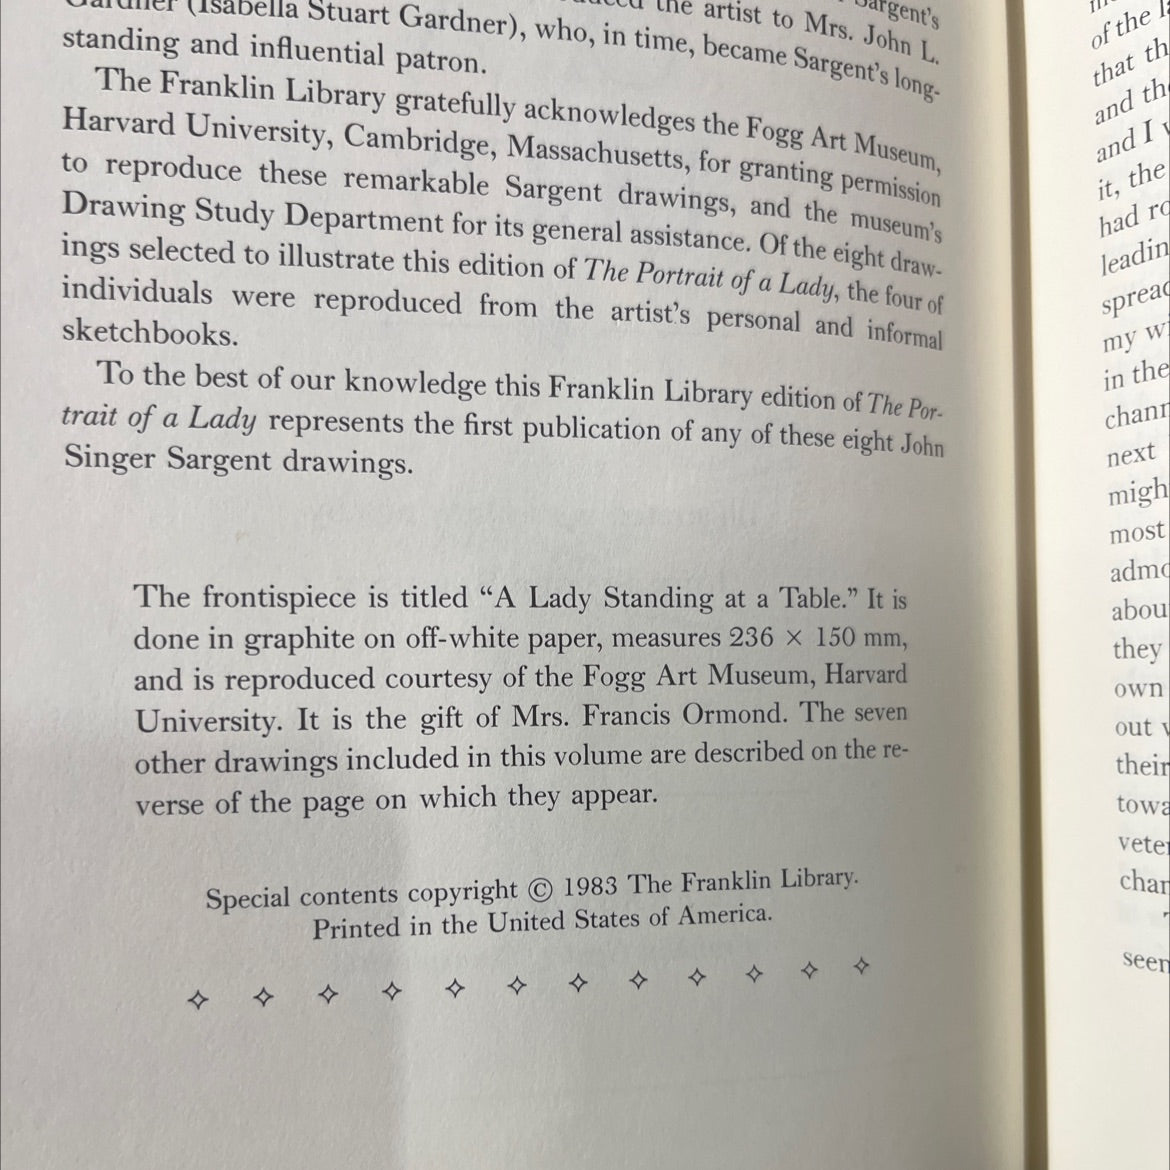 Sargent's
the artist to Mrs. John L.
(Isabella Stuart Gardner), who, in time, became Sargent's long-
standing and influential patron.
The Franklin Library gratefully acknowledges the Fogg Art Museum,
Harvard University, Cambridge, Massachusetts, for granting permission
to reproduce these remarkable Sargent drawings, and the museum's
Drawing Study Department for its general assistance. Of the eight draw-
ings selected to illustrate this edition of The Portrait of a Lady, the four of
individuals were reproduced from the artist's personal and informal
sketchbooks.
To the best of our knowledge this Franklin Library edition of The Por-
trait of a Lady represents the first publication of any of these eight John
Singer Sargent drawings.
The frontispiece is titled “A Lady Standing at a Table.” It is
done in graphite on off-white paper, measures 236 × 150 mm,
and is reproduced courtesy of the Fogg Art Museum, Harvard
University. It is the gift of Mrs. Francis Ormond. The seven
other drawings included in this volume are described on the re-
verse of the page on which they appear.
Special contents copyright © 1983 The Franklin Library.
Printed in the United States of America.
of the
that
and
and I
it, the
had
my
in the
next
most
they
own
out